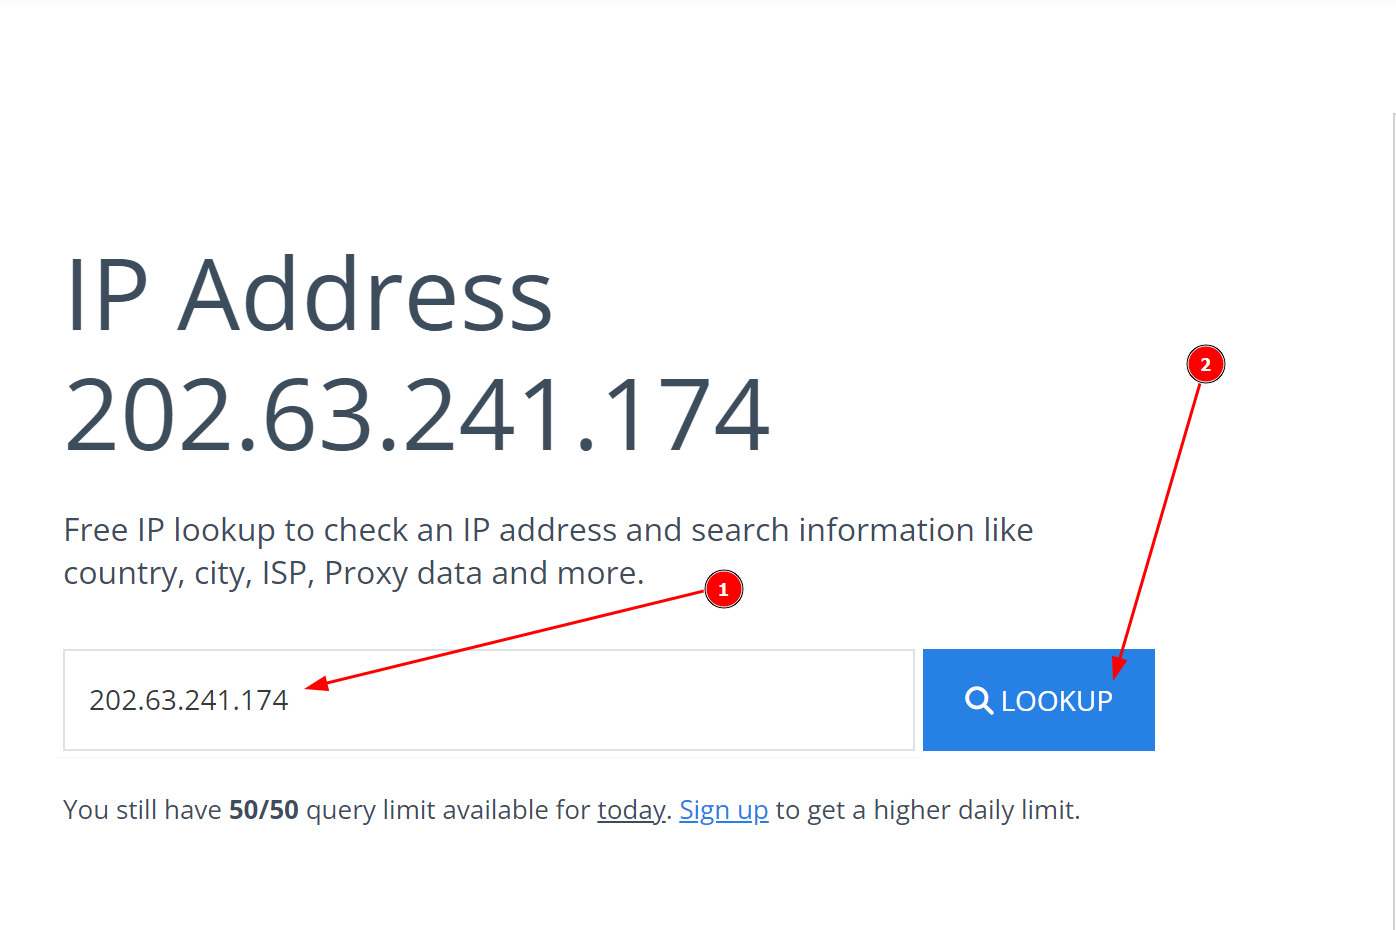 IP Address
202.63.241.174
2
Free IP lookup to check an IP address and search information like
country, city, ISP, Proxy data and more.
1
202.63.241.174
LOOKUP
You still have 50/50 query limit available for today. Sign up to get a higher daily limit.